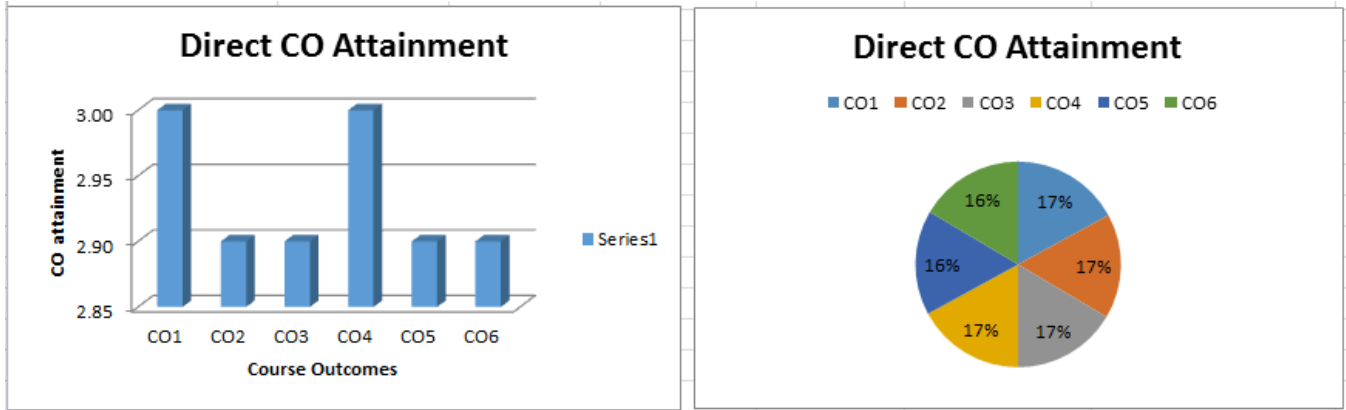 Direct CO Attainment
CO attainment
3.00
2.95
2.90
2.85
CO1 CO2 CO3 CO4 CO5 CO6
Course Outcomes
Series1
Direct CO Attainment
CO1 CO2 CO3 CO4 CO5 CO6
16% 17%
16% 17%
17% 17%